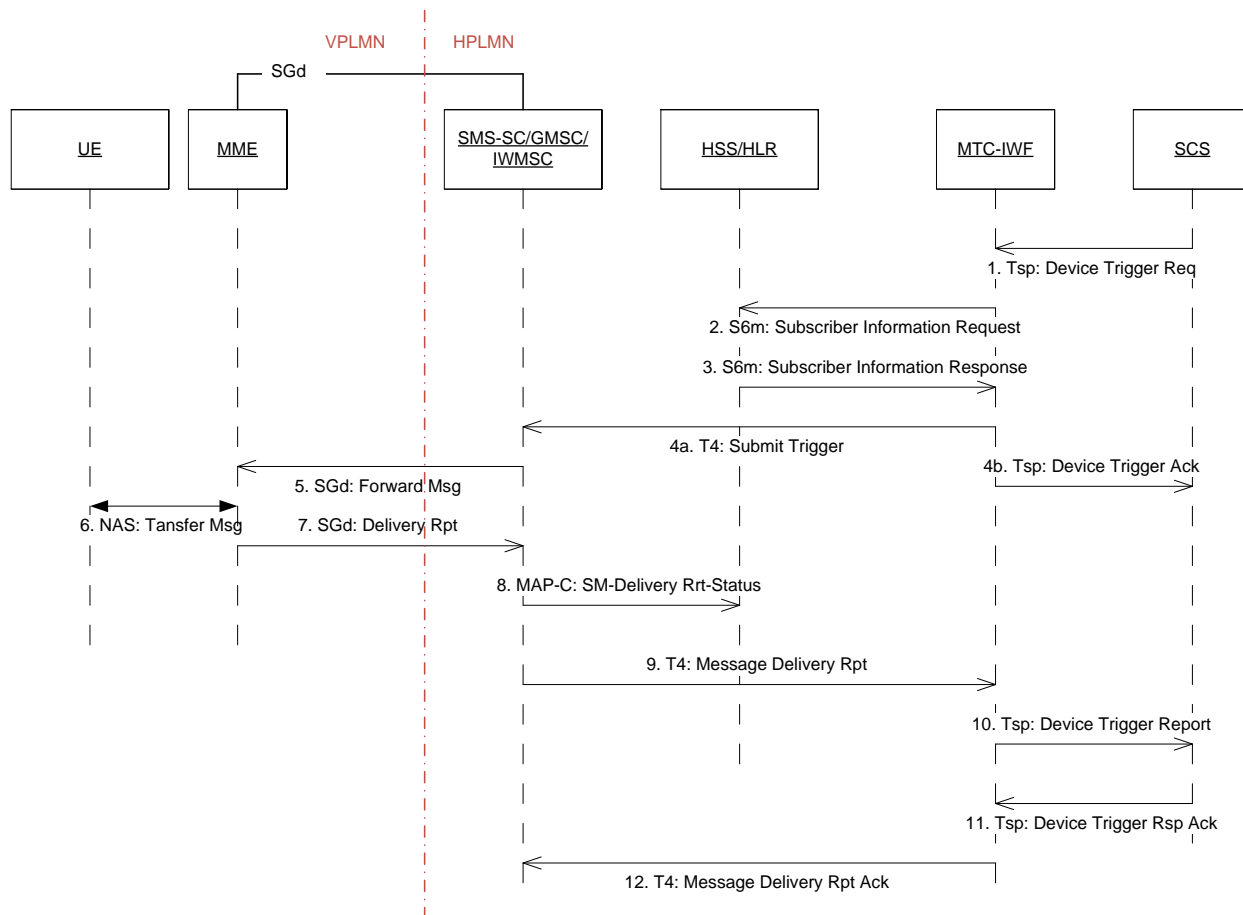 VPLMN
HPLMN
SGd
UE
MME
SMS-SC/GMSC/
IWMSC
HSS/HLR
MTC-IWF
SCS
1. Tsp: Device Trigger Req
2. S6m: Subscriber Information Request
3. S6m: Subscriber Information Response
4a. T4: Submit Trigger
4b. Tsp: Device Trigger Ack
5. SGd: Forward Msg
6. NAS: Tansfer Msg
7. SGd: Delivery Rpt
8. MAP-C: SM-Delivery Rrt-Status
9. T4: Message Delivery Rpt
10. Tsp: Device Trigger Report
11. Tsp: Device Trigger Rsp Ack
12. T4: Message Delivery Rpt Ack